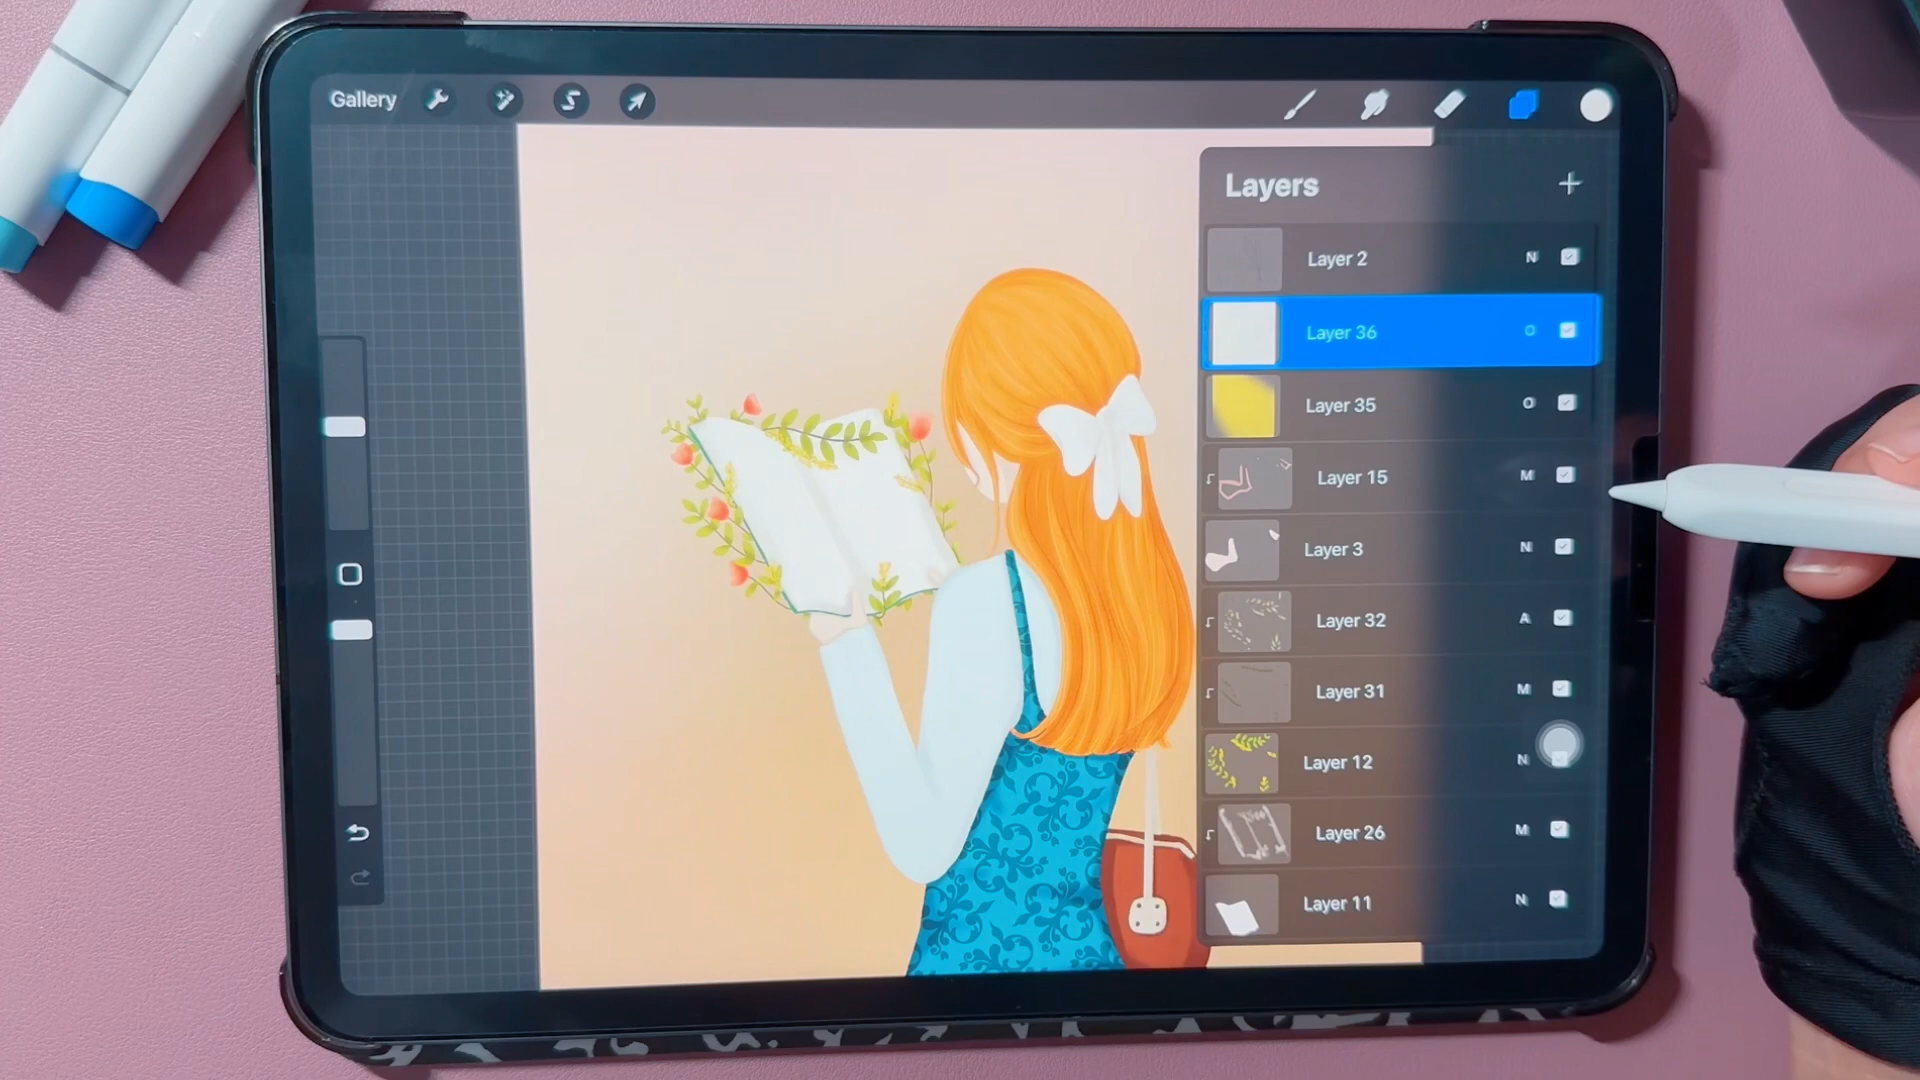 Gallery
Layers
Layer 2 N
Layer 36 O
Layer 35 O
Layer 15 M
Layer 3 N
Layer 32 A
Layer 31 M
Layer 12 N
Layer 26 M
Layer 11 N